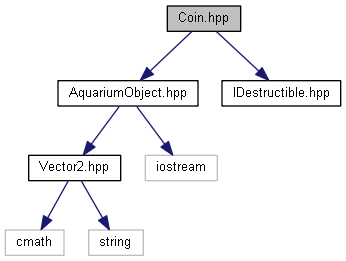 Coin.hpp
AquariumObject.hpp
IDestructible.hpp
Vector2.hpp
iostream
cmath
string